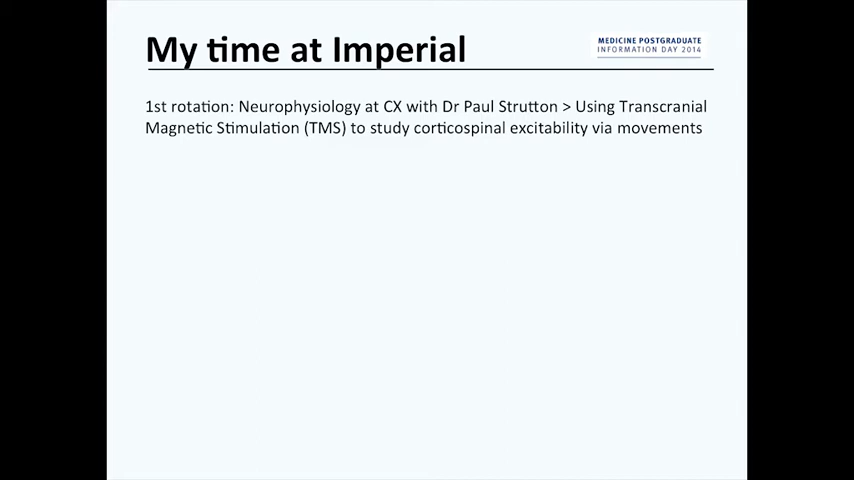 My time at Imperial
MEDICINE POSTGRADUATE
INFORMATION DAY 2014
1st rotation: Neurophysiology at CX with Dr Paul Strutton > Using Transcranial
Magnetic Stimulation (TMS) to study corticospinal excitability via movements